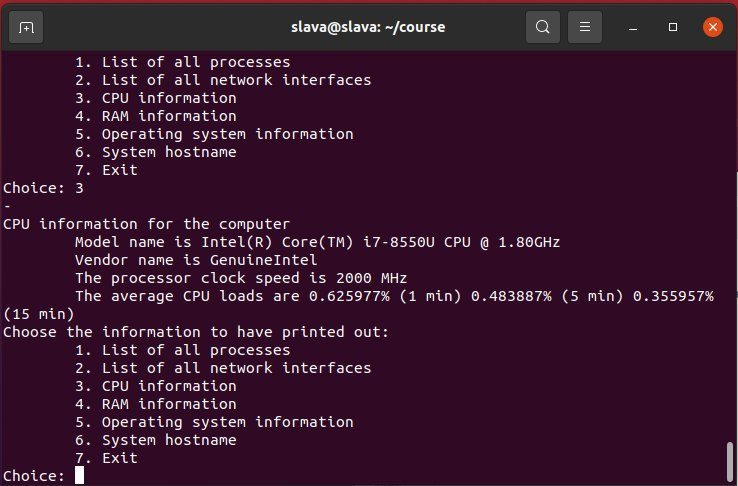 slava@slava: ~/course
1. List of all processes
2. List of all network interfaces
3. CPU information
4. RAM information
5. Operating system information
6. System hostname
7. Exit
Choice: 3
-
CPU information for the computer
Model name is Intel(R) Core(TM) i7-8550U CPU @ 1.80GHz
Vendor name is GenuineIntel
The processor clock speed is 2000 MHz
The average CPU loads are 0.625977% (1 min) 0.483887% (5 min) 0.355957%
(15 min)
Choose the information to have printed out:
1. List of all processes
2. List of all network interfaces
3. CPU information
4. RAM information
5. Operating system information
6. System hostname
7. Exit
Choice: